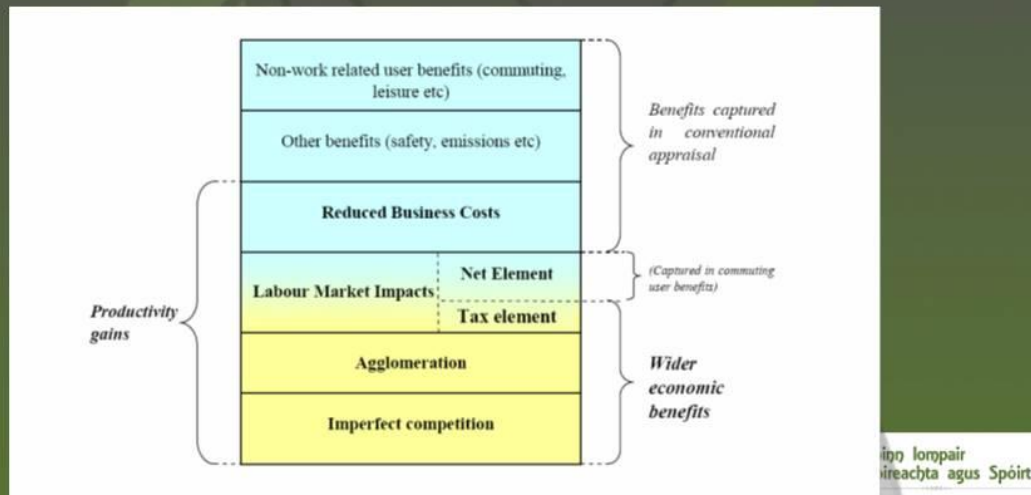 Non-work related user benefits (commuting,
leisure etc)
Other benefits (safety, emissions etc)
Reduced Business Costs
Labour Market Impacts
Net Element
Tax element
Agglomeration
Imperfect competition
Productivity
gains
Benefits captured
in conventional
appraisal
(Captured in commuting
user benefits)
Wider
economic
benefits
Iompair
agus Spóirt